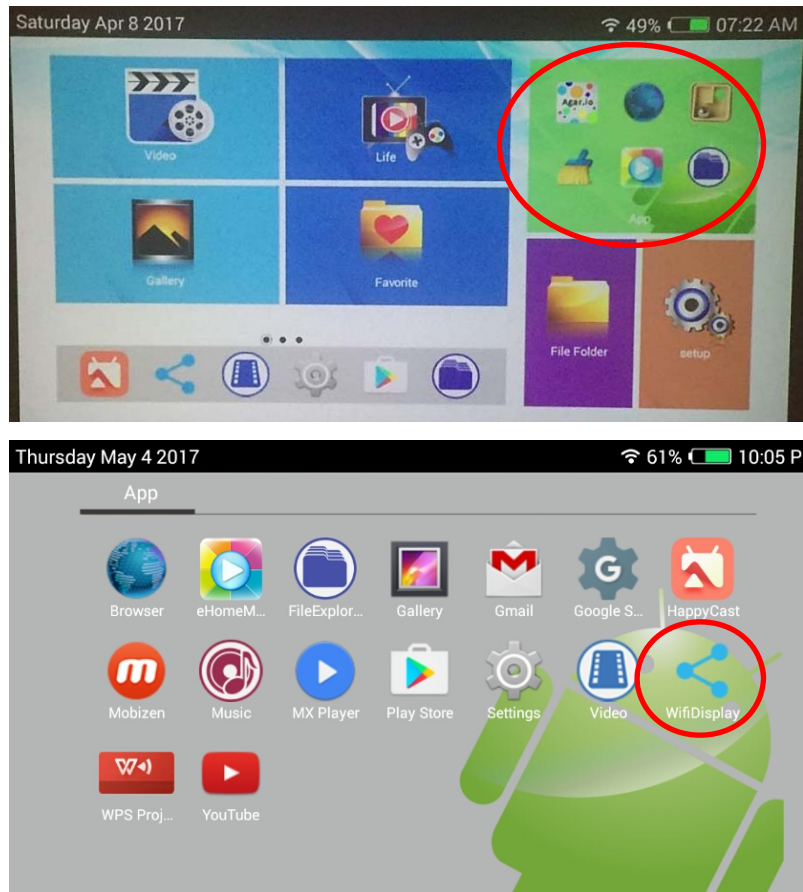 Saturday Apr 8 2017 49% 07:22 AM
Agar.io
Video Life
App
Gallery Favorite
File Folder setup
Thursday May 4 2017 61% 10:05 P
App
Browser eHomeM... FileExplor... Gallery Gmail Google S... HappyCast
Mobizen Music MX Player Play Store Settings Video WifiDisplay
WPS Proj... YouTube